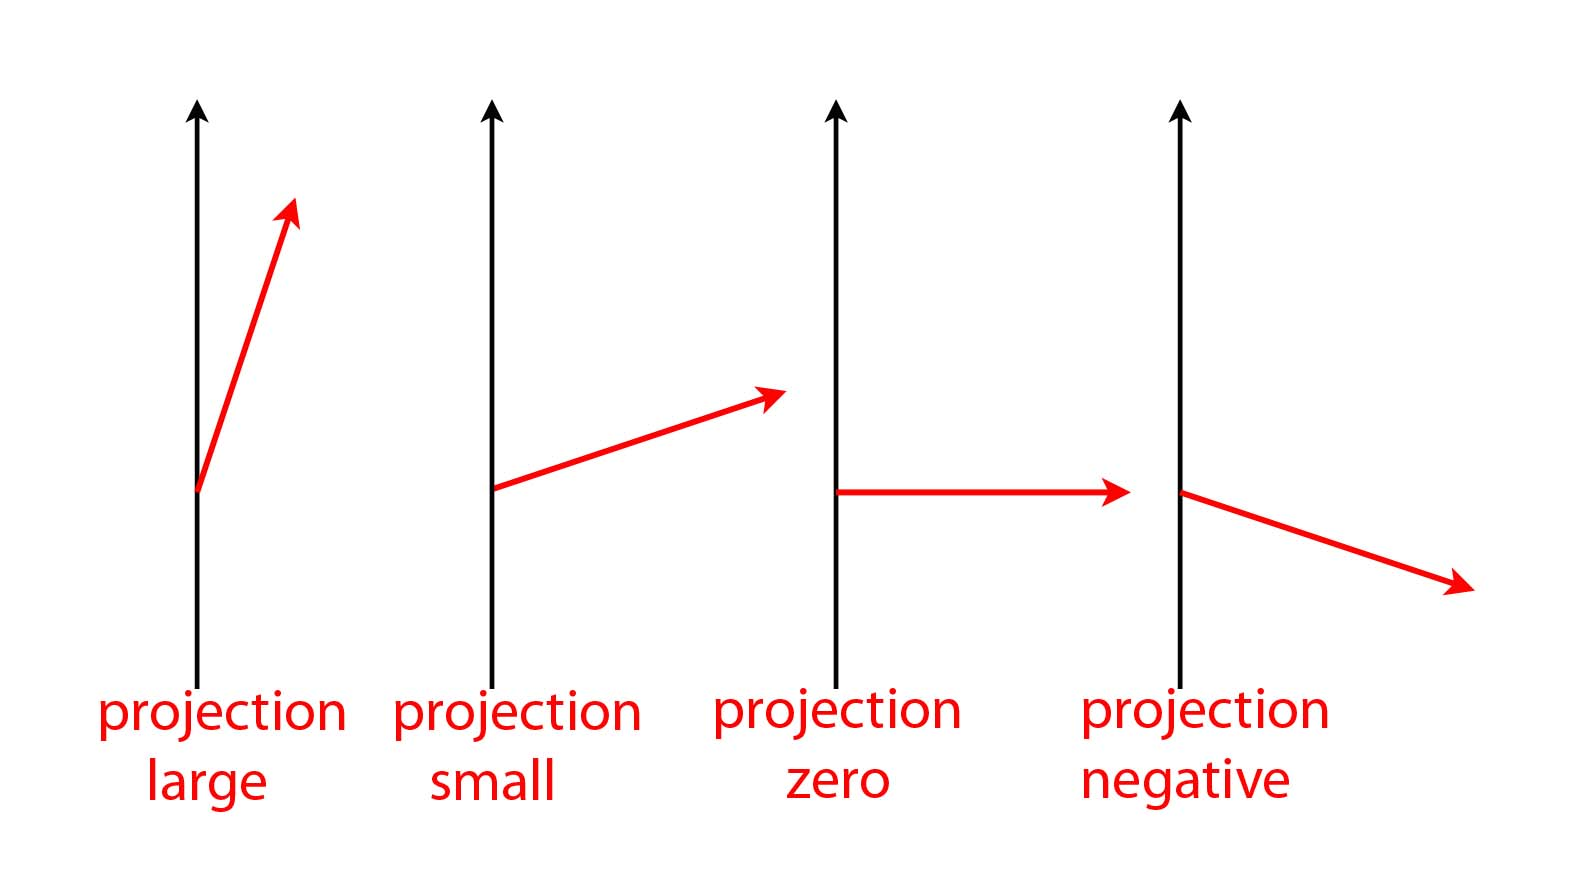 projection
large
projection
small
projection
zero
projection
negative